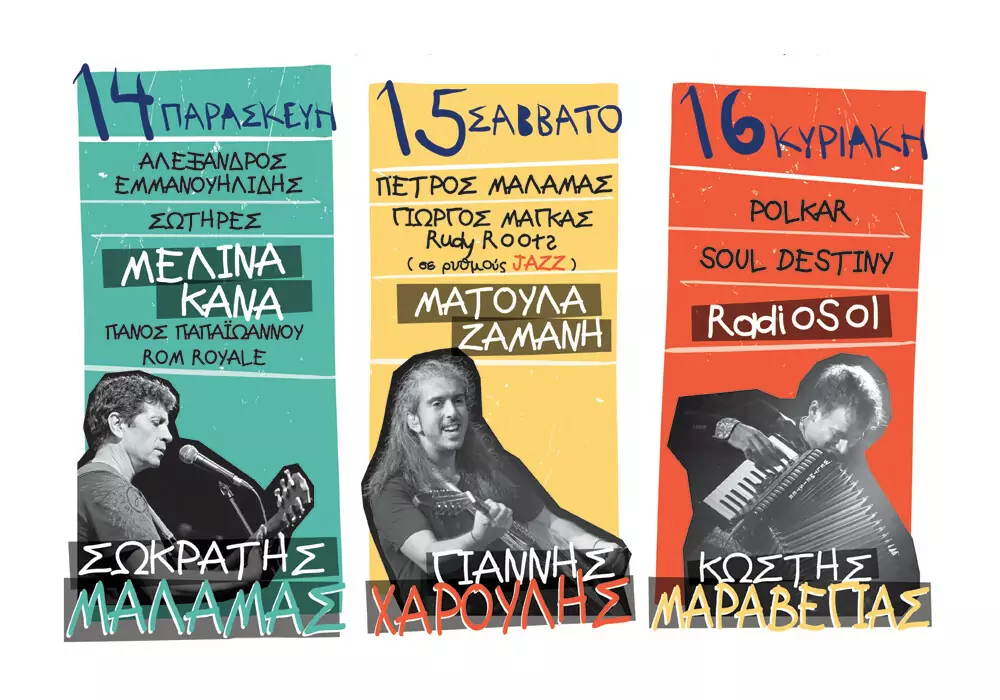 14 ΠΑΡΑΣΚΕΥΗ
ΑΛΕΞΑΝΔΡΟΣ
ΕΜΜΑΝΟΥΗΛΙΔΗΣ
ΣΩΤΗΡΕΣ
ΜΕΛΙΝΑ
ΚΑΝΑ
ΠΑΝΟΣ ΠΑΠΑΪΩΑΝΝΟΥ
ROM ROYALE
ΣΩΚΡΑΤΗΣ
ΜΑΛΑΜΑΣ
15 ΣΑΒΒΑΤΟ
ΠΕΤΡΟΣ ΜΑΛΑΜΑΣ
ΓΙΩΡΓΟΣ ΜΑΓΚΑΣ
Rudy Roots
(σε ρυθμούς JAZZ)
ΜΑΤΟΥΛΑ
ΖΑΜΑΝΗ
ΓΙΑΝΝΗΣ
ΧΑΡΟΥΛΗΣ
16 ΚΥΡΙΑΚΗ
POLKAR
SOUL DESTINY
RadioSol
ΚΩΣΤΗΣ
ΜΑΡΑΒΕΓΙΑΣ